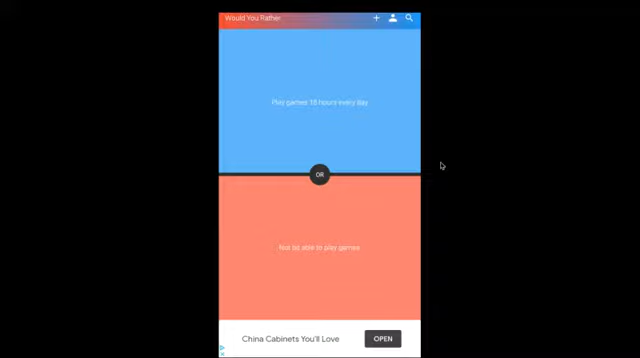 Would You Rather
Play games 18 hours every day
OR
Not be able to play games
China Cabinets You'll Love
OPEN